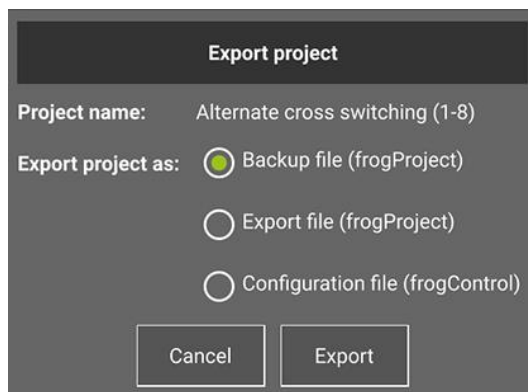 Export project
Project name: Alternate cross switching (1-8)
Export project as: Backup file (frogProject)
Export file (frogProject)
Configuration file (frogControl)
Cancel Export